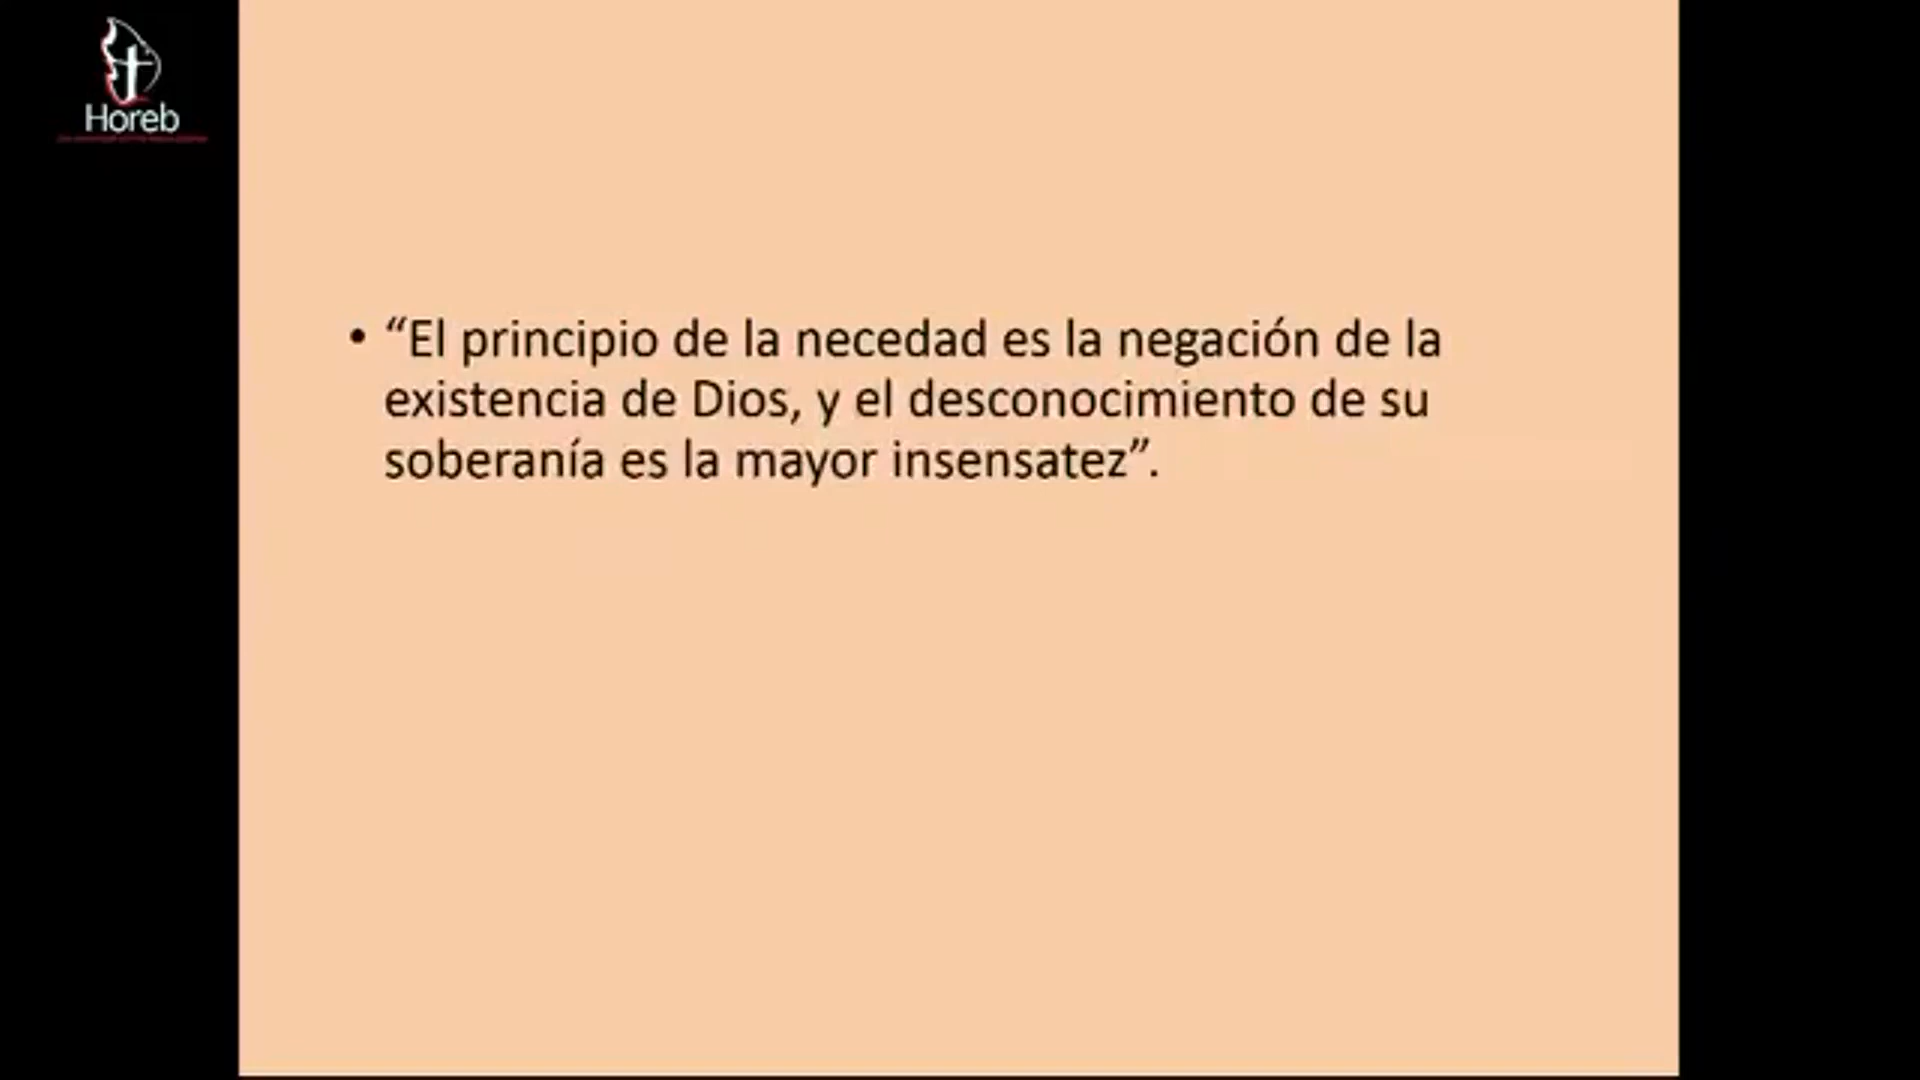 Horeb
• “El principio de la necedad es la negación de la
existencia de Dios, y el desconocimiento de su
soberanía es la mayor insensatez”.